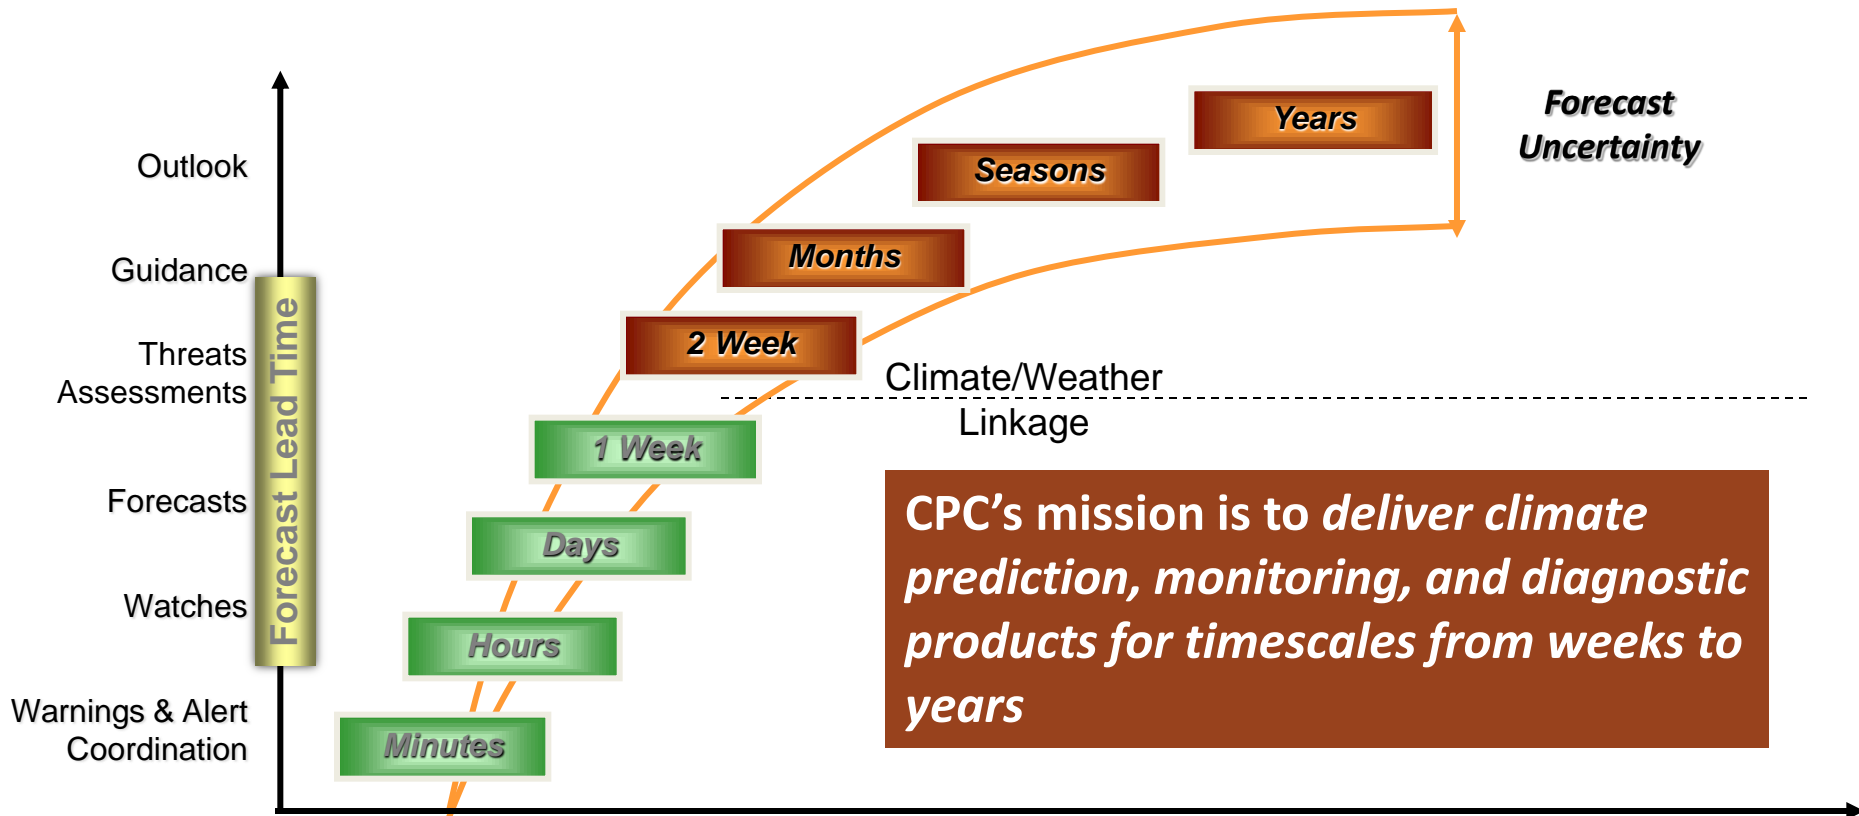 Outlook
Guidance
Threats
Assessments
Forecasts
Watches
Warnings & Alert
Coordination
Forecast Lead Time
Years
Seasons
Months
2 Week
1 Week
Days
Hours
Minutes
Forecast
Uncertainty
Climate/Weather
Linkage
CPC’s mission is to deliver climate
prediction, monitoring, and diagnostic
products for timescales from weeks to
years